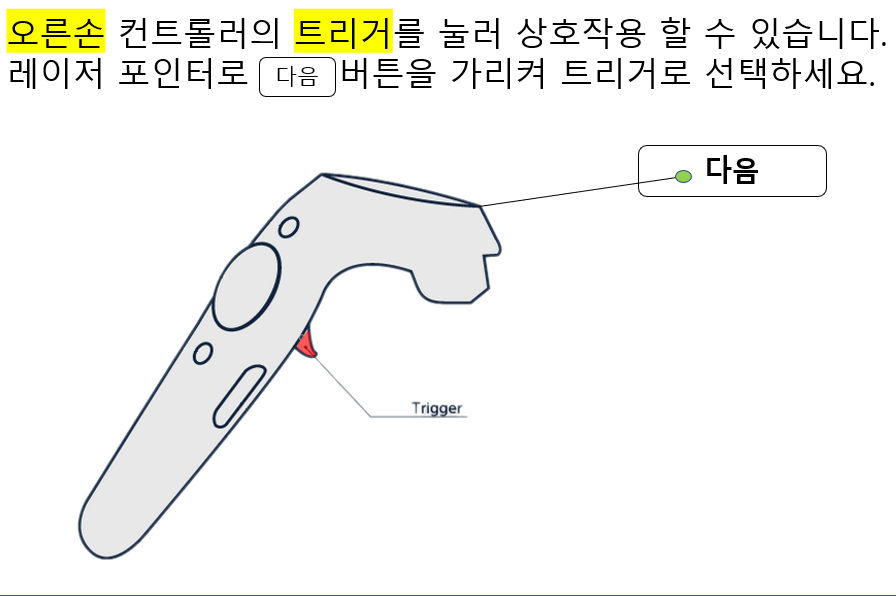 오른손 컨트롤러의 트리거를 눌러 상호작용 할 수 있습니다.
레이저 포인터로 다음 버튼을 가리켜 트리거로 선택하세요.
다음
Trigger